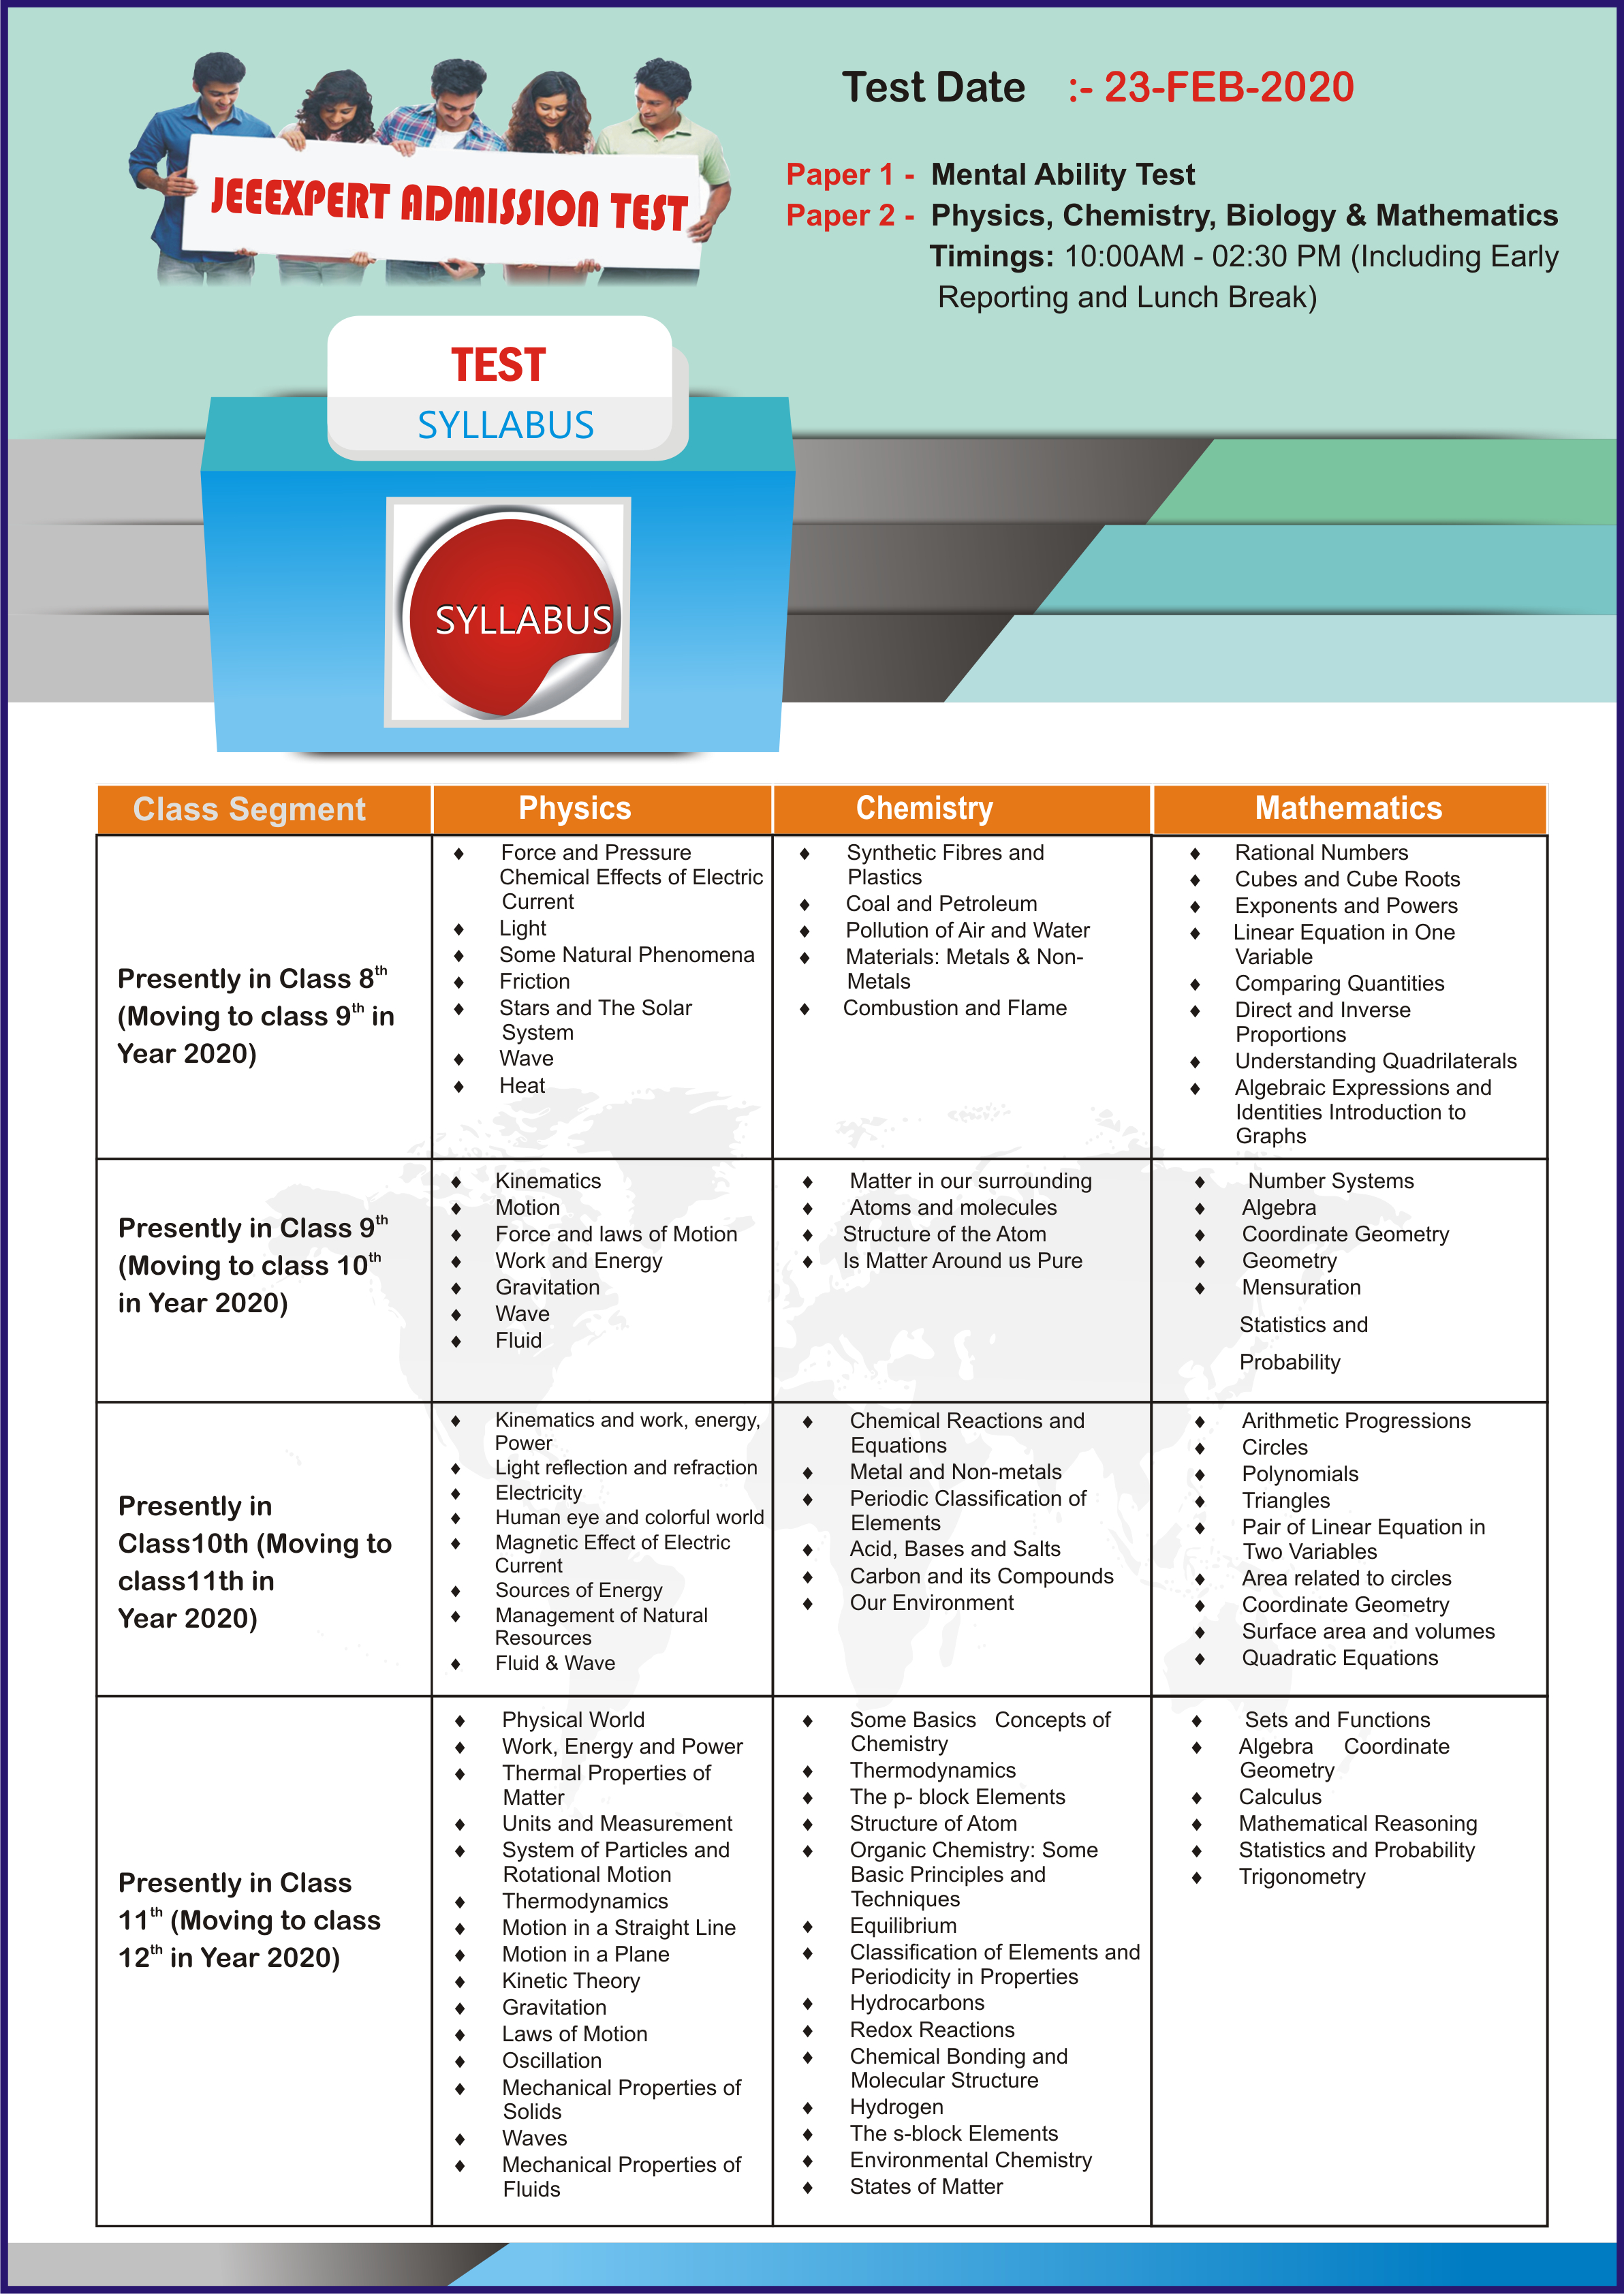 JEEEXPERT ADMISSION TEST
Test Date :- 23-FEB-2020
Paper 1 - Mental Ability Test
Paper 2 - Physics, Chemistry, Biology & Mathematics
Timings: 10:00AM - 02:30 PM (Including Early
Reporting and Lunch Break)
TEST
SYLLABUS
SYLLABUS
Class Segment
Physics
Chemistry
Mathematics
Presently in Class 8th
(Moving to class 9th in
Year 2020)
♦ Force and Pressure
Chemical Effects of Electric
Current
♦ Light
♦ Some Natural Phenomena
♦ Friction
♦ Stars and The Solar
System
♦ Wave
♦ Heat
♦ Synthetic Fibres and
Plastics
♦ Coal and Petroleum
♦ Pollution of Air and Water
♦ Materials: Metals & Non-
Metals
♦ Combustion and Flame
♦ Rational Numbers
♦ Cubes and Cube Roots
♦ Exponents and Powers
♦ Linear Equation in One
Variable
♦ Comparing Quantities
♦ Direct and Inverse
Proportions
♦ Understanding Quadrilaterals
♦ Algebraic Expressions and
Identities Introduction to
Graphs
Presently in Class 9th
(Moving to class 10th
in Year 2020)
♦ Kinematics
♦ Motion
♦ Force and laws of Motion
♦ Work and Energy
♦ Gravitation
♦ Wave
♦ Fluid
♦ Matter in our surrounding
♦ Atoms and molecules
♦ Structure of the Atom
♦ Is Matter Around us Pure
♦ Number Systems
♦ Algebra
♦ Coordinate Geometry
♦ Geometry
♦ Mensuration
Statistics and
Probability
Presently in
Class10th (Moving to
class11th in
Year 2020)
♦ Kinematics and work, energy,
Power
♦ Light reflection and refraction
♦ Electricity
♦ Human eye and colorful world
♦ Magnetic Effect of Electric
Current
♦ Sources of Energy
♦ Management of Natural
Resources
♦ Fluid & Wave
♦ Chemical Reactions and
Equations
♦ Metal and Non-metals
♦ Periodic Classification of
Elements
♦ Acid, Bases and Salts
♦ Carbon and its Compounds
♦ Our Environment
♦ Arithmetic Progressions
♦ Circles
♦ Polynomials
♦ Triangles
♦ Pair of Linear Equation in
Two Variables
♦ Area related to circles
♦ Coordinate Geometry
♦ Surface area and volumes
♦ Quadratic Equations
Presently in Class
11th (Moving to class
12th in Year 2020)
♦ Physical World
♦ Work, Energy and Power
♦ Thermal Properties of
Matter
♦ Units and Measurement
♦ System of Particles and
Rotational Motion
♦ Thermodynamics
♦ Motion in a Straight Line
♦ Motion in a Plane
♦ Kinetic Theory
♦ Gravitation
♦ Laws of Motion
♦ Oscillation
♦ Mechanical Properties of
Solids
♦ Waves
♦ Mechanical Properties of
Fluids
♦ Some Basics Concepts of
Chemistry
♦ Thermodynamics
♦ The p- block Elements
♦ Structure of Atom
♦ Organic Chemistry: Some
Basic Principles and
Techniques
♦ Equilibrium
♦ Classification of Elements and
Periodicity in Properties
♦ Hydrocarbons
♦ Redox Reactions
♦ Chemical Bonding and
Molecular Structure
♦ Hydrogen
♦ The s-block Elements
♦ Environmental Chemistry
♦ States of Matter
♦ Sets and Functions
♦ Algebra Coordinate
Geometry
♦ Calculus
♦ Mathematical Reasoning
♦ Statistics and Probability
♦ Trigonometry